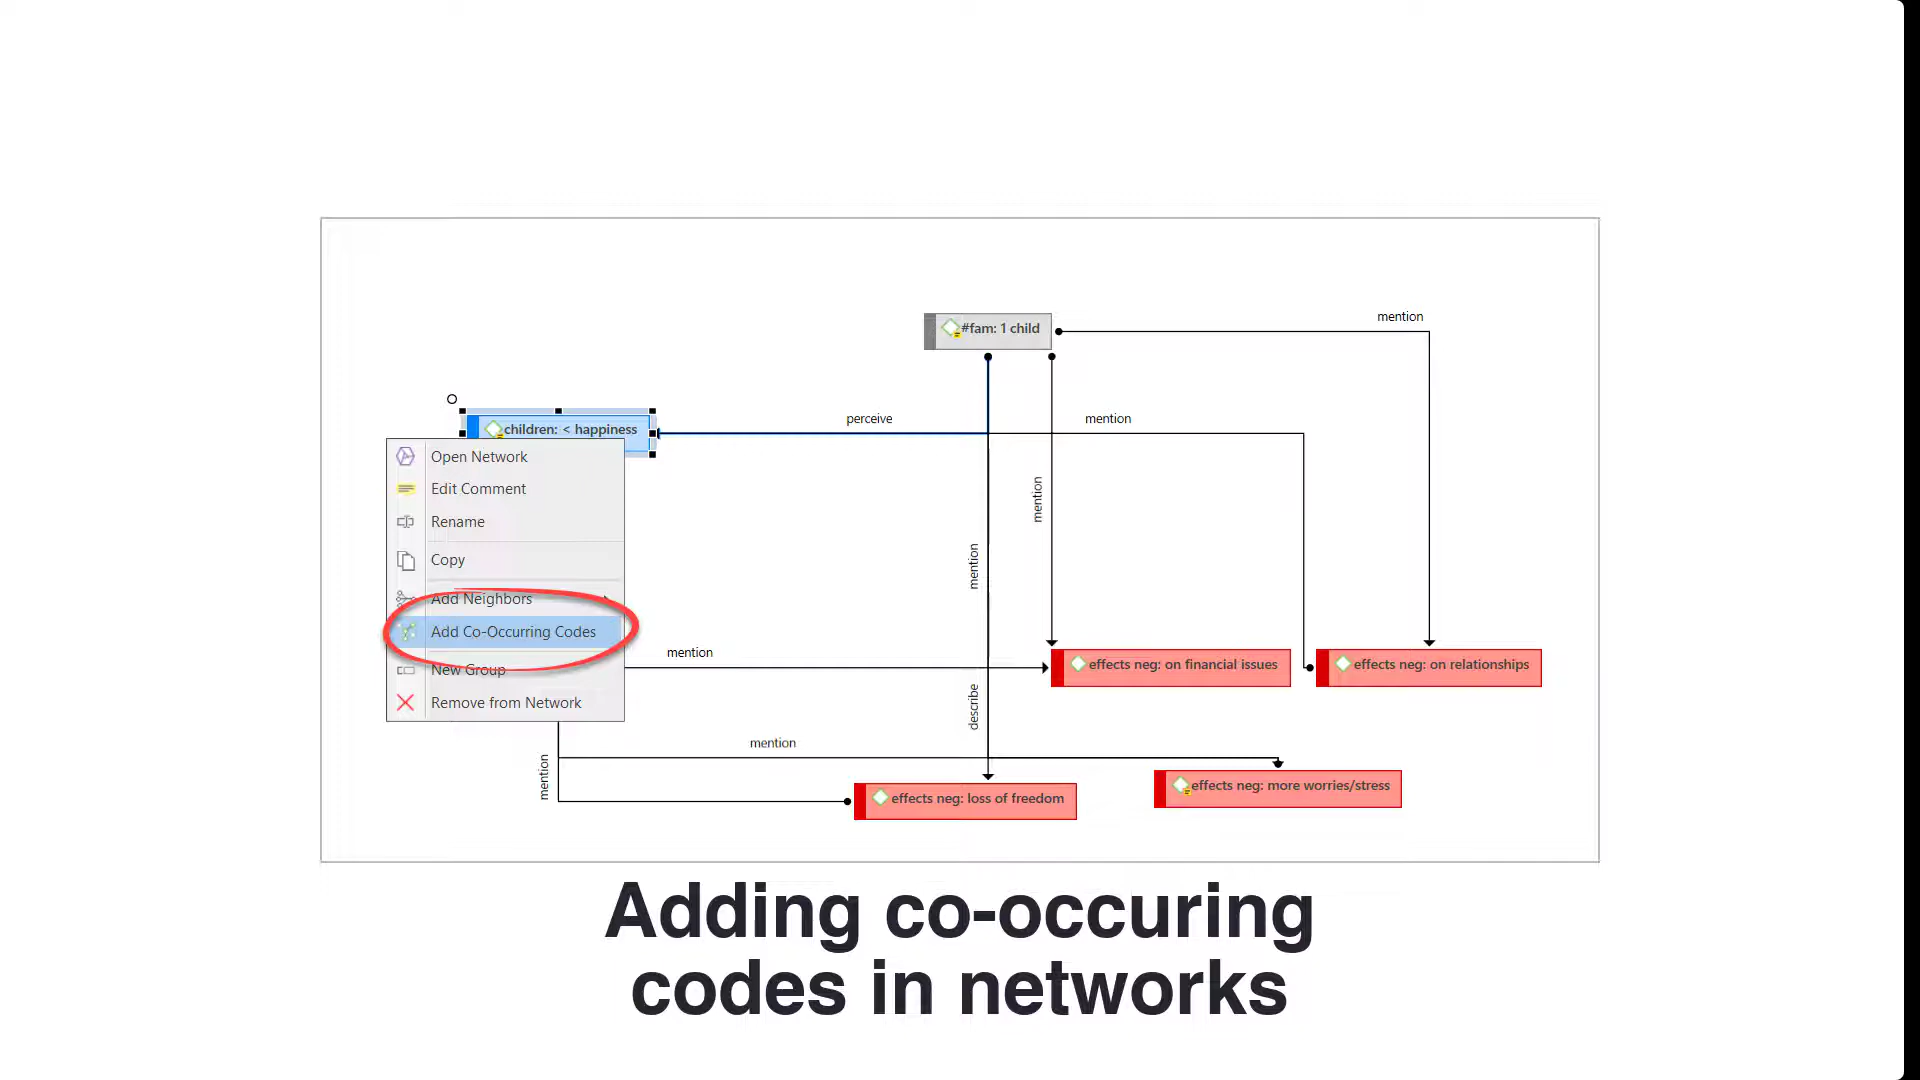 #fam: 1 child
mention
children: < happiness
perceive
mention
Open Network
Edit Comment
Rename
Copy
Add Neighbors
Add Co-Occurring Codes
New Group
Remove from Network
mention
mention
mention
effects neg: on financial issues
effects neg: on relationships
describe
mention
mention
effects neg: more worries/stress
effects neg: loss of freedom
Adding co-occuring
codes in networks